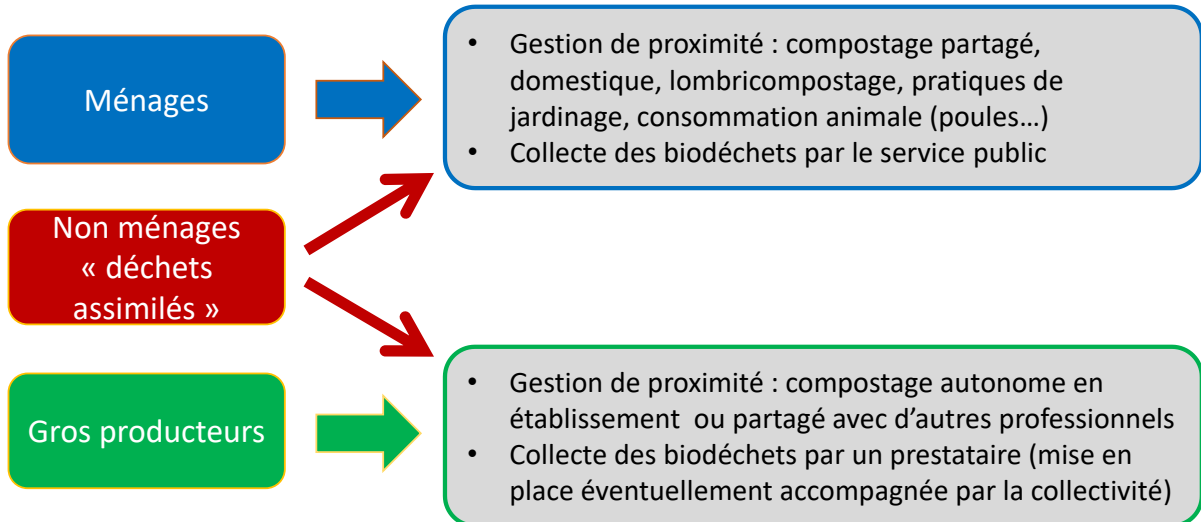 Ménages
• Gestion de proximité : compostage partagé,
domestique, lombricompostage, pratiques de
jardinage, consommation animale (poules…)
• Collecte des biodéchets par le service public
Non ménages
« déchets
assimilés »
Gros producteurs
• Gestion de proximité : compostage autonome en
établissement ou partagé avec d’autres professionnels
• Collecte des biodéchets par un prestataire (mise en
place éventuellement accompagnée par la collectivité)